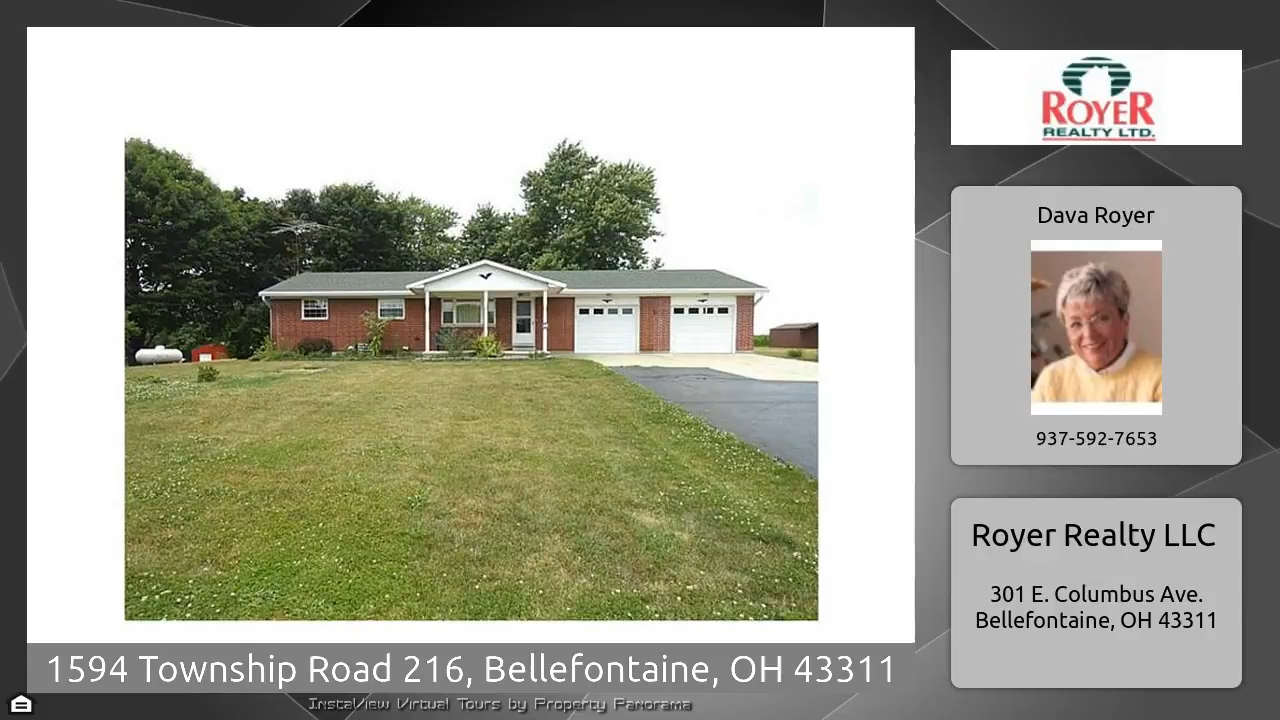 ROYER
REALTY LTD.
Dava Royer
937-592-7653
Royer Realty LLC
301 E. Columbus Ave.
Bellefontaine, OH 43311
1594 Township Road 216, Bellefontaine, OH 43311
InstaView Virtual Tours by Property Panorama